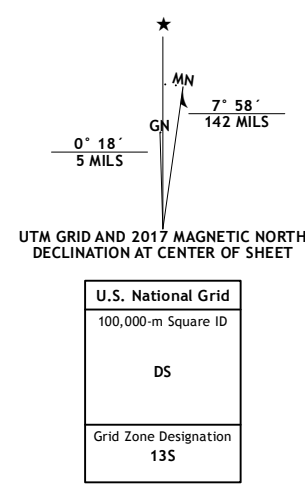 MN
GN
7° 58´
142 MILS
0° 18´
5 MILS
UTM GRID AND 2017 MAGNETIC NORTH
DECLINATION AT CENTER OF SHEET
U.S. National Grid
100,000-m Square ID
DS
Grid Zone Designation
13S